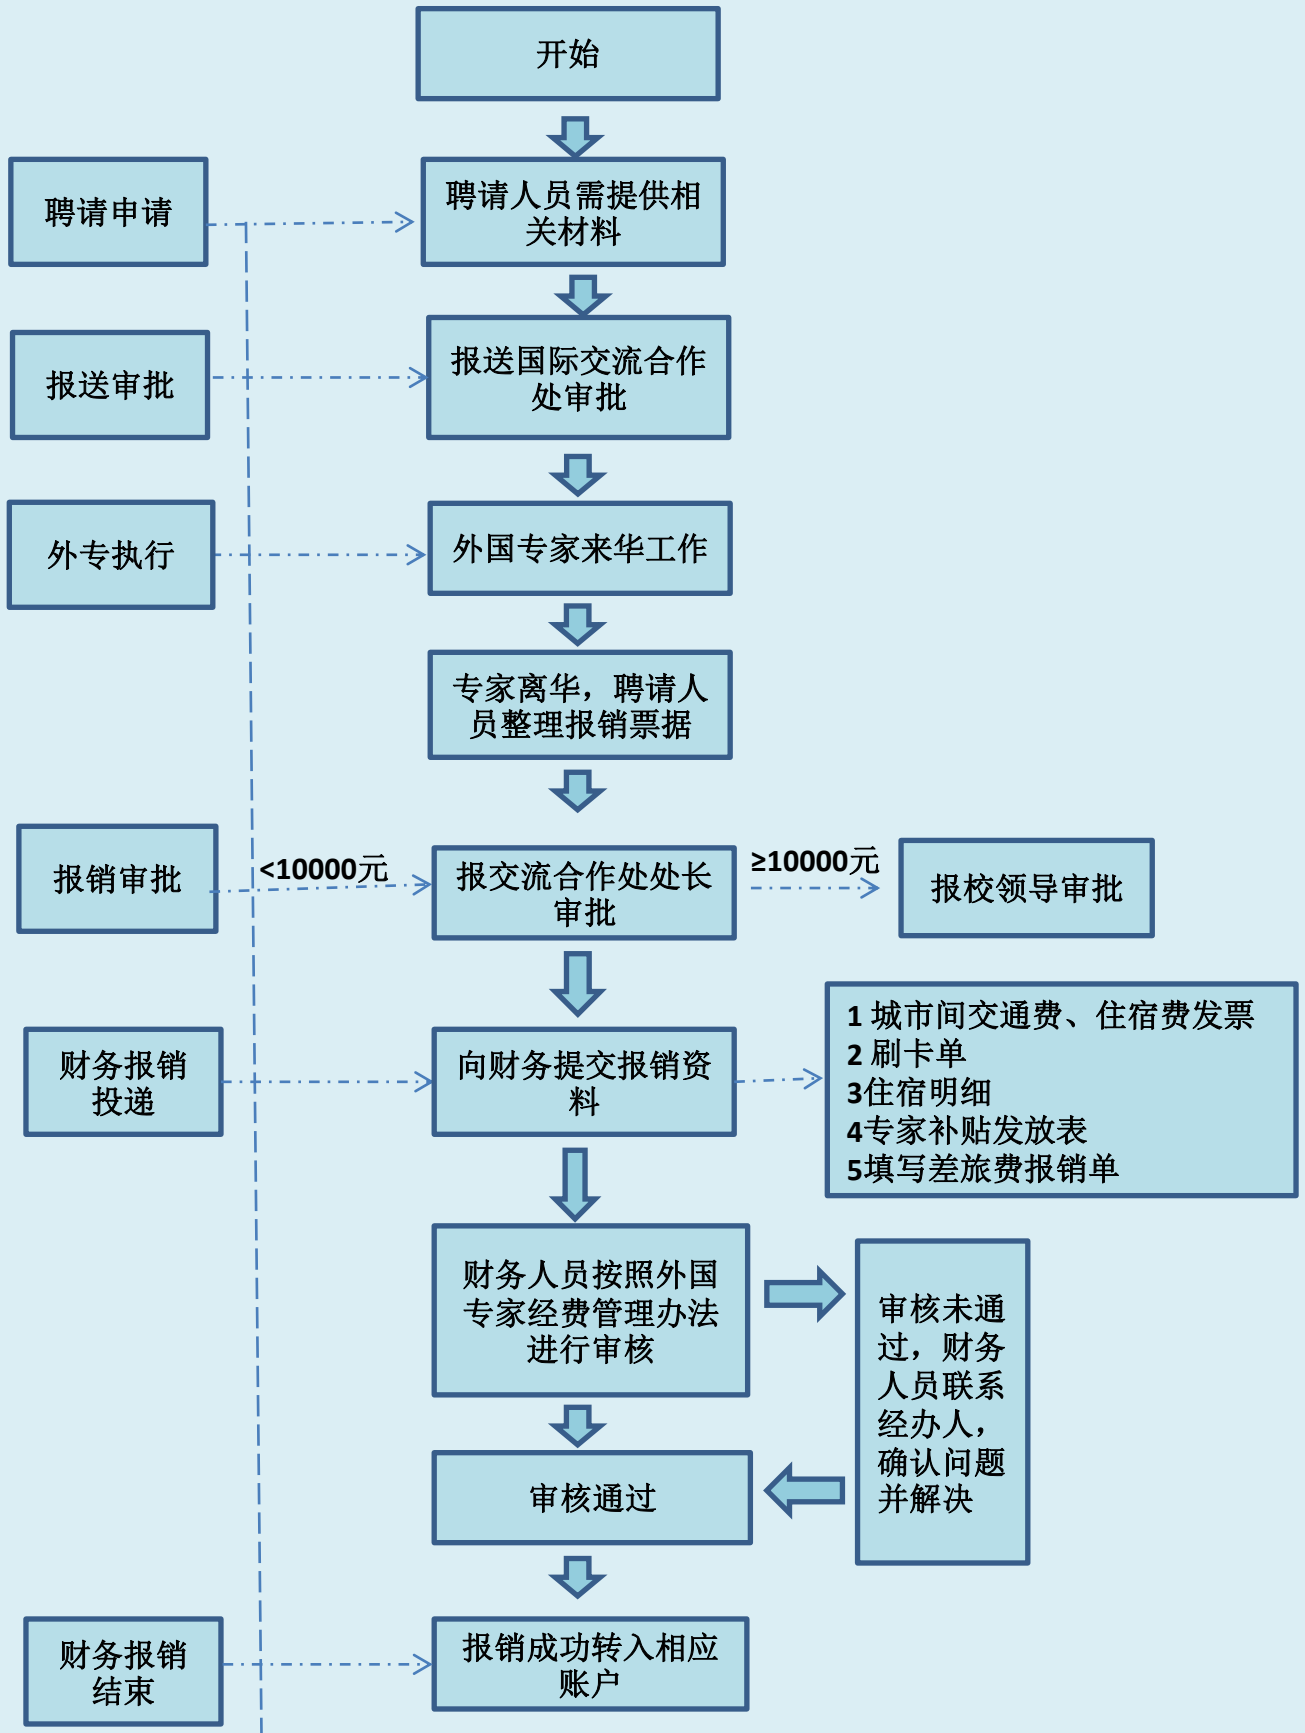 开始
聘请申请
聘请人员需提供相
关材料
报送审批
报送国际交流合作
处审批
外专执行
外国专家来华工作
专家离华，聘请人
员整理报销票据
报销审批
<10000元
报交流合作处处长
审批
≥10000元
报校领导审批
财务报销
投递
向财务提交报销资
料
1 城市间交通费、住宿费发票
2 刷卡单
3住宿明细
4专家补贴发放表
5填写差旅费报销单
财务人员按照外国
专家经费管理办法
进行审核
审核未通
过，财务
人员联系
经办人，
确认问题
并解决
审核通过
财务报销
结束
报销成功转入相应
账户